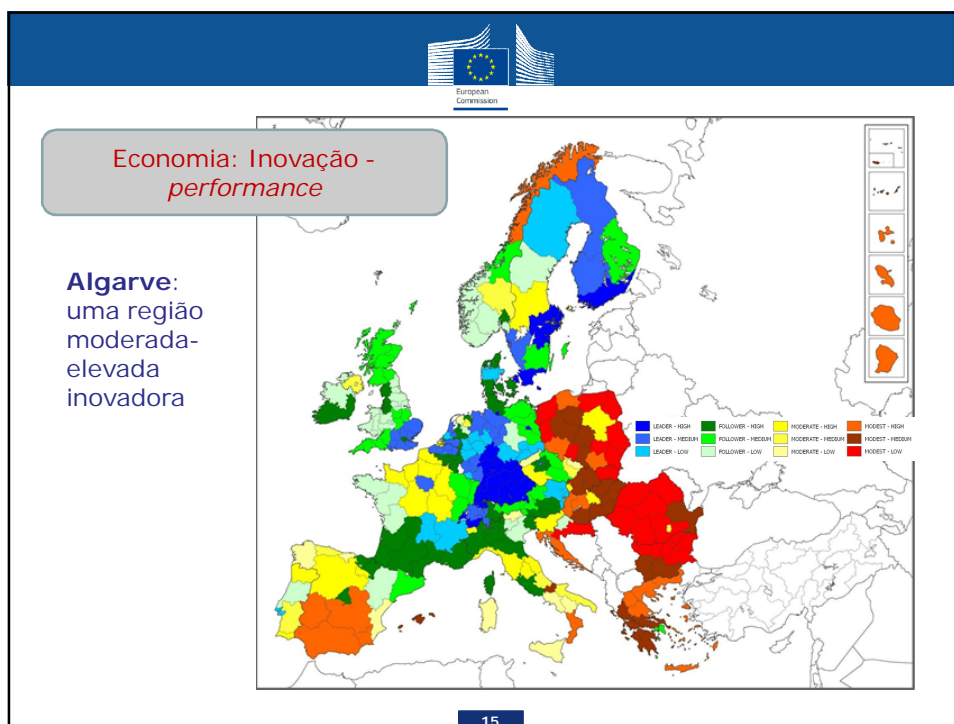 European
Commission
Economia: Inovação -
performance
Algarve:
uma região
moderada-
elevada
inovadora
LEADER - HIGH
FOLLOWER - HIGH
MODERATE - HIGH
MODEST - HIGH
LEADER - MEDIUM
FOLLOWER - MEDIUM
MODERATE - MEDIUM
MODEST - MEDIUM
LEADER - LOW
FOLLOWER - LOW
MODERATE - LOW
MODEST - LOW
15